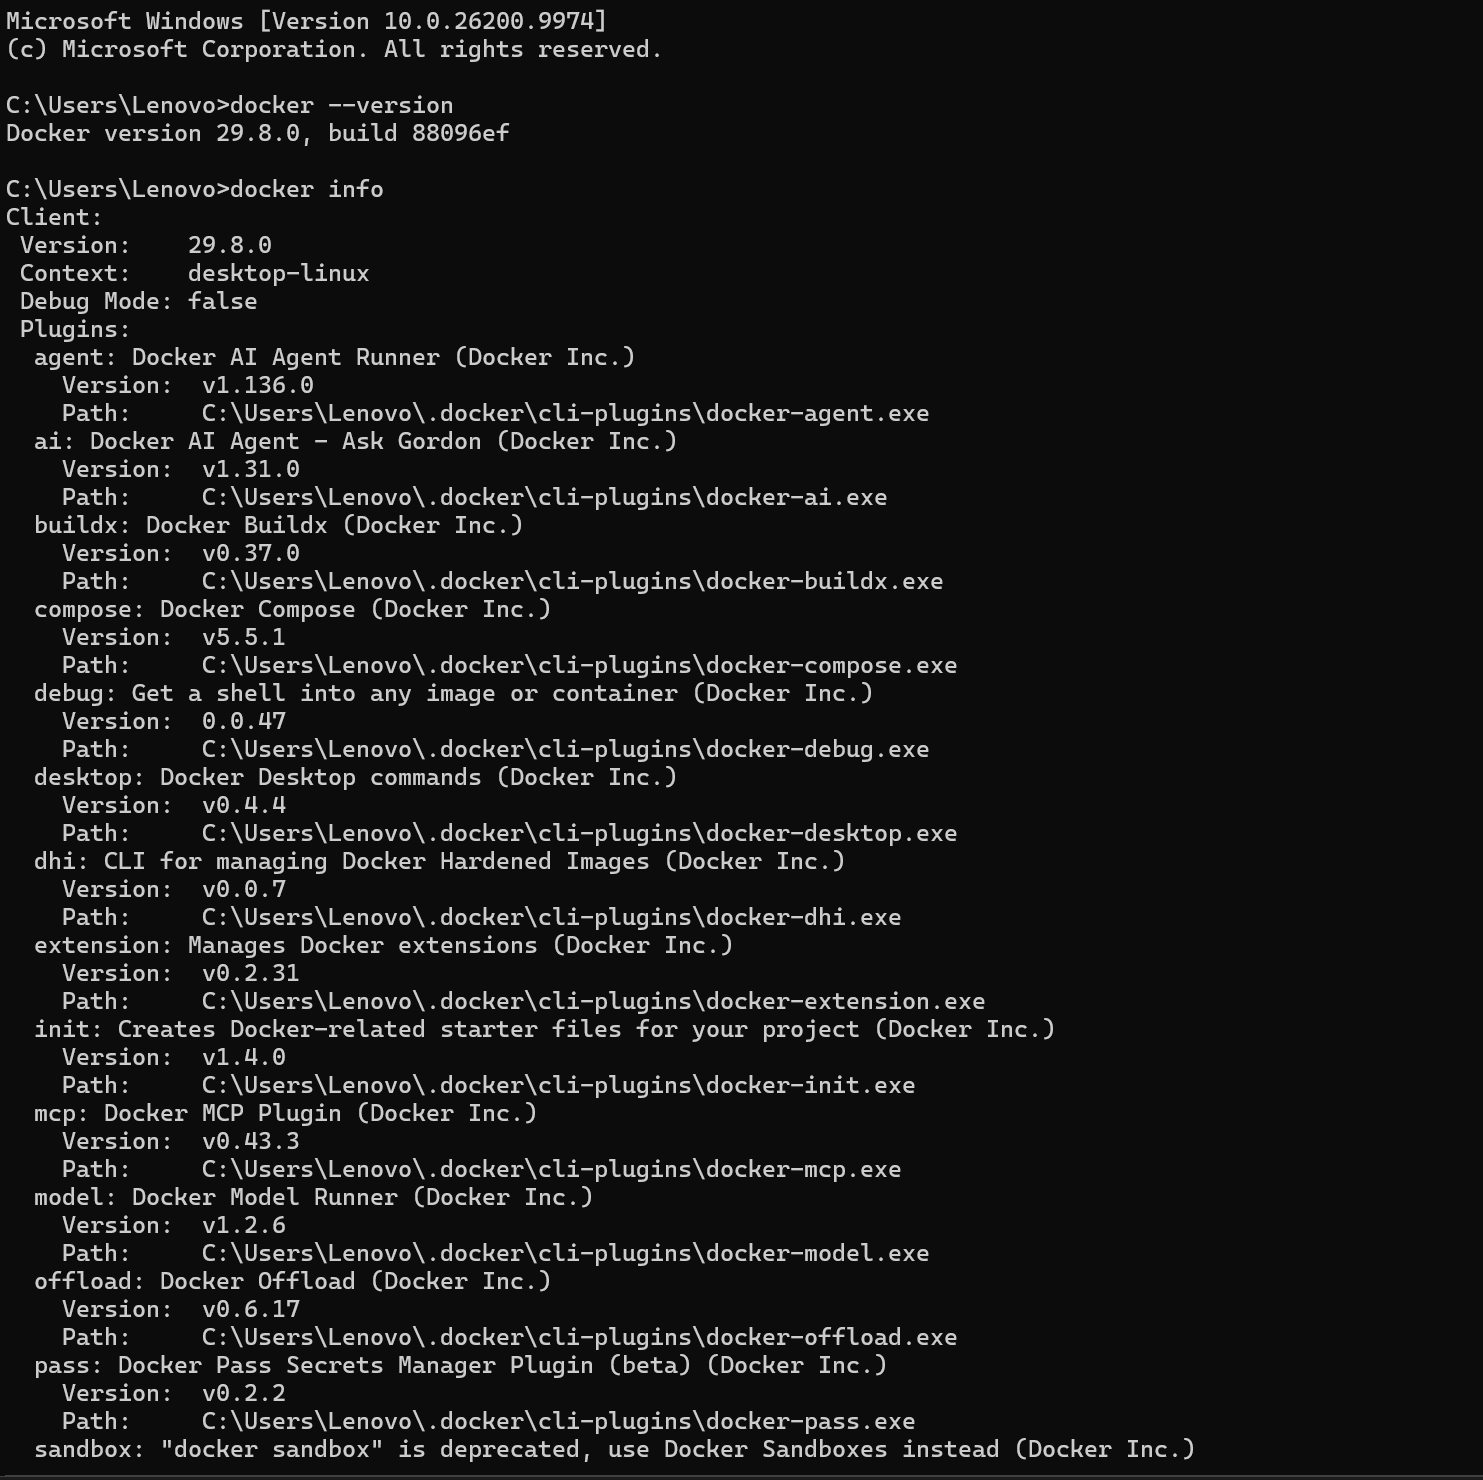 Microsoft Windows [Version 10.0.26200.9974]
(c) Microsoft Corporation. All rights reserved.

C:\Users\Lenovo>docker --version
Docker version 29.8.0, build 88096ef

C:\Users\Lenovo>docker info
Client:
 Version:    29.8.0
 Context:    desktop-linux
 Debug Mode: false
 Plugins:
  agent: Docker AI Agent Runner (Docker Inc.)
    Version:  v1.136.0
    Path:     C:\Users\Lenovo\.docker\cli-plugins\docker-agent.exe
  ai: Docker AI Agent - Ask Gordon (Docker Inc.)
    Version:  v1.31.0
    Path:     C:\Users\Lenovo\.docker\cli-plugins\docker-ai.exe
  buildx: Docker Buildx (Docker Inc.)
    Version:  v0.37.0
    Path:     C:\Users\Lenovo\.docker\cli-plugins\docker-buildx.exe
  compose: Docker Compose (Docker Inc.)
    Version:  v5.5.1
    Path:     C:\Users\Lenovo\.docker\cli-plugins\docker-compose.exe
  debug: Get a shell into any image or container (Docker Inc.)
    Version:  0.0.47
    Path:     C:\Users\Lenovo\.docker\cli-plugins\docker-debug.exe
  desktop: Docker Desktop commands (Docker Inc.)
    Version:  v0.4.4
    Path:     C:\Users\Lenovo\.docker\cli-plugins\docker-desktop.exe
  dhi: CLI for managing Docker Hardened Images (Docker Inc.)
    Version:  v0.0.7
    Path:     C:\Users\Lenovo\.docker\cli-plugins\docker-dhi.exe
  extension: Manages Docker extensions (Docker Inc.)
    Version:  v0.2.31
    Path:     C:\Users\Lenovo\.docker\cli-plugins\docker-extension.exe
  init: Creates Docker-related starter files for your project (Docker Inc.)
    Version:  v1.4.0
    Path:     C:\Users\Lenovo\.docker\cli-plugins\docker-init.exe
  mcp: Docker MCP Plugin (Docker Inc.)
    Version:  v0.43.3
    Path:     C:\Users\Lenovo\.docker\cli-plugins\docker-mcp.exe
  model: Docker Model Runner (Docker Inc.)
    Version:  v1.2.6
    Path:     C:\Users\Lenovo\.docker\cli-plugins\docker-model.exe
  offload: Docker Offload (Docker Inc.)
    Version:  v0.6.17
    Path:     C:\Users\Lenovo\.docker\cli-plugins\docker-offload.exe
  pass: Docker Pass Secrets Manager Plugin (beta) (Docker Inc.)
    Version:  v0.2.2
    Path:     C:\Users\Lenovo\.docker\cli-plugins\docker-pass.exe
  sandbox: "docker sandbox" is deprecated, use Docker Sandboxes instead (Docker Inc.)